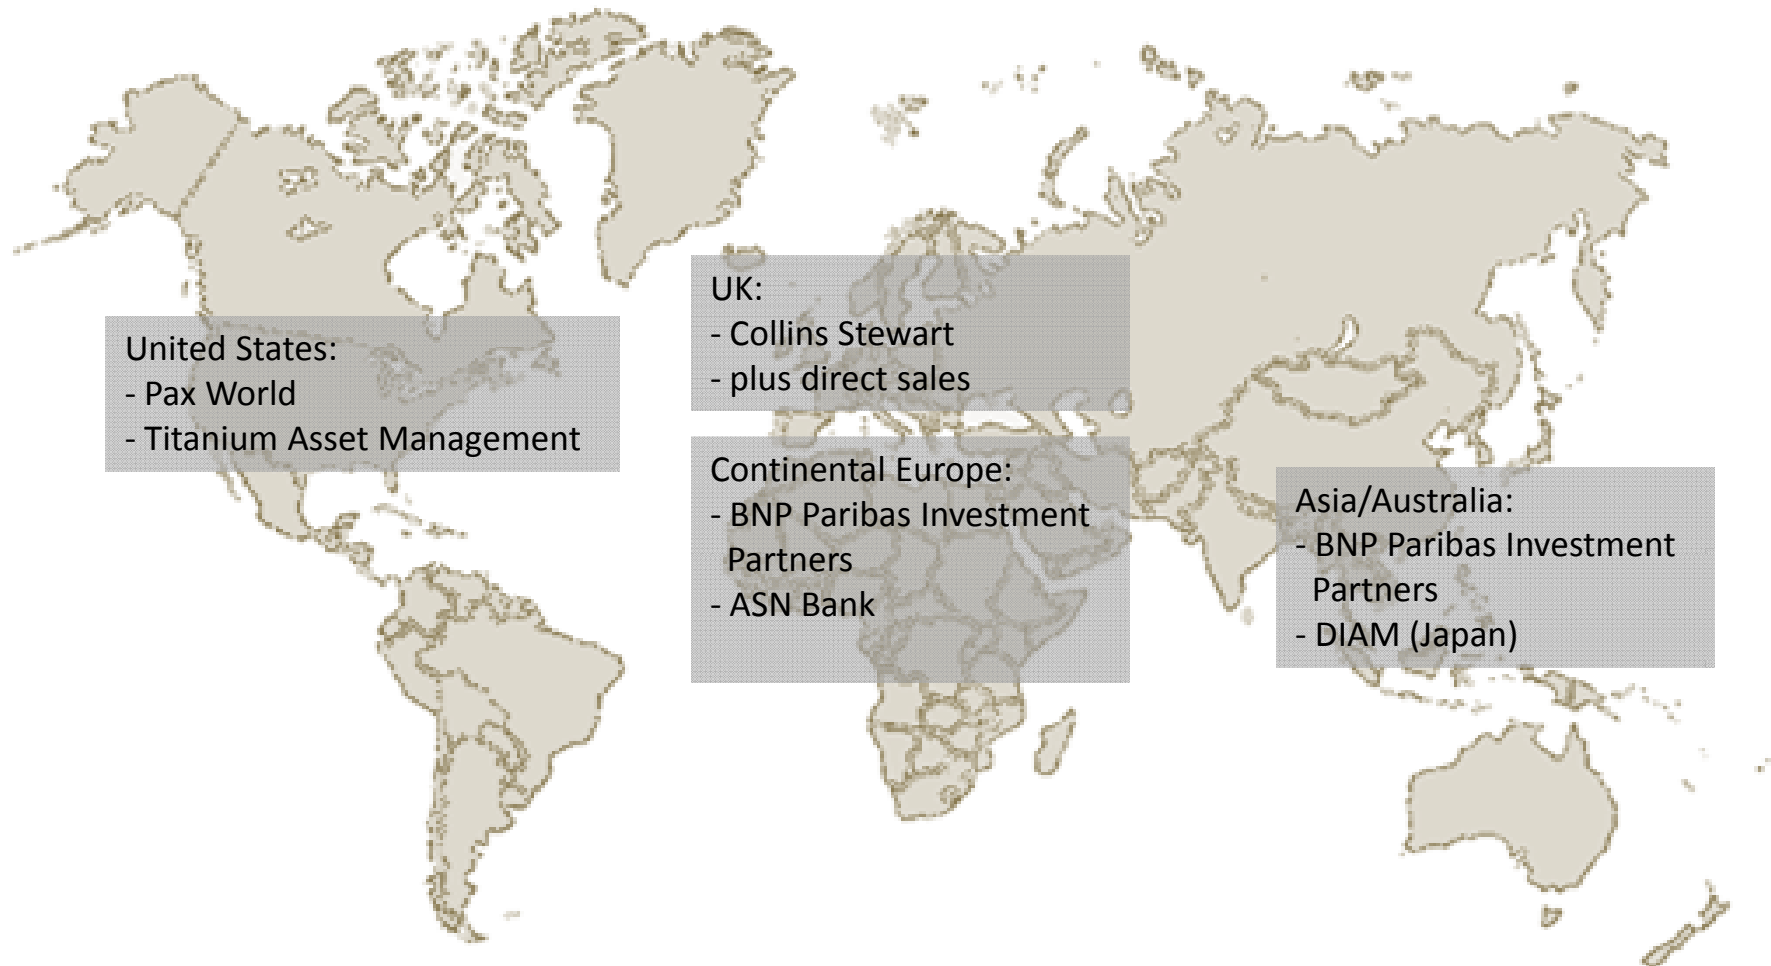 United States:
- Pax World
- Titanium Asset Management
UK:
- Collins Stewart
- plus direct sales
Continental Europe:
- BNP Paribas Investment
Partners
- ASN Bank
Asia/Australia:
- BNP Paribas Investment
Partners
- DIAM (Japan)